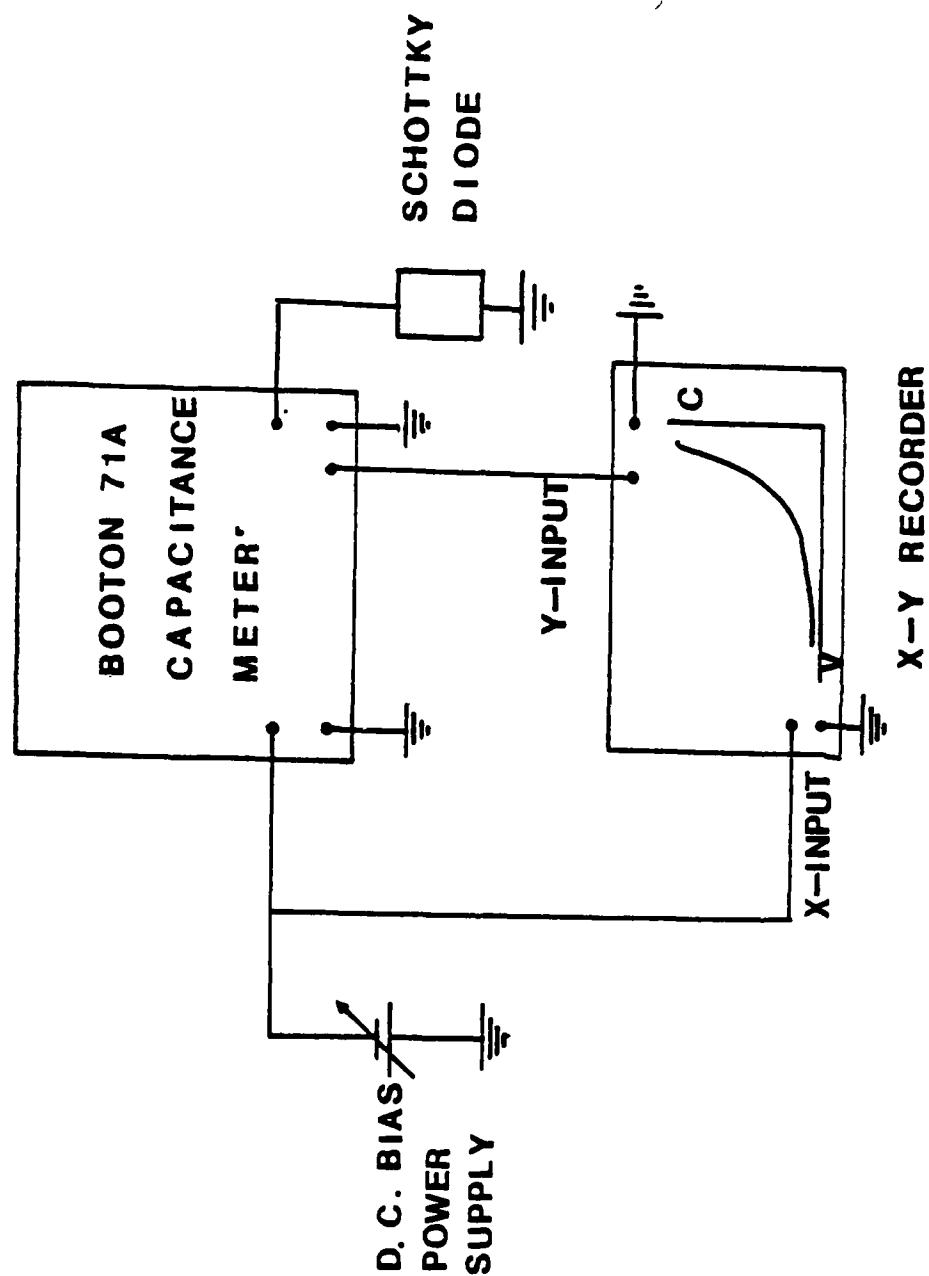 BOOTON 71A
CAPACITANCE
METER
SCHOTTKY
DIODE
D.C. BIAS
POWER
SUPPLY
Y-INPUT
X-INPUT
C
V
X-Y RECORDER